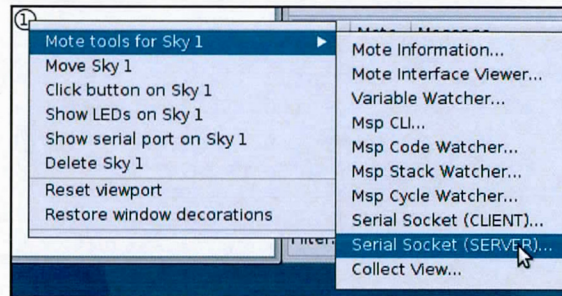 1
Mote Message
Mote tools for Sky 1
Move Sky 1
Click button on Sky 1
Show LEDs on Sky 1
Show serial port on Sky 1
Delete Sky 1
Reset viewport
Restore window decorations
Mote Information...
Mote Interface Viewer...
Variable Watcher...
Msp CLI...
Msp Code Watcher...
Msp Stack Watcher...
Msp Cycle Watcher...
Serial Socket (CLIENT)...
Serial Socket (SERVER)...
Collect View...
Filter: